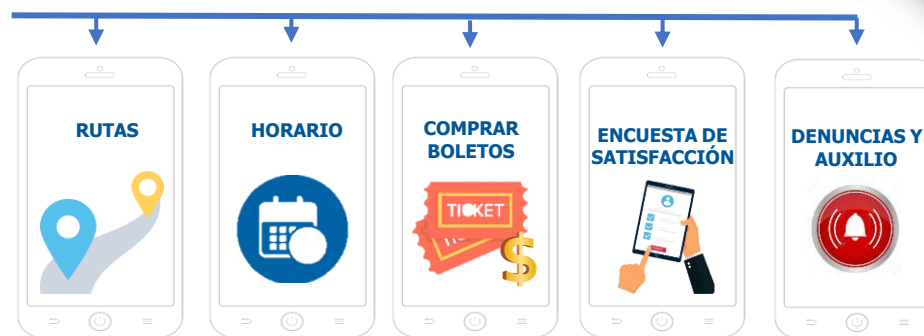 RUTAS
HORARIO
COMPRAR
BOLETOS
TICKET
ENCUESTA DE
SATISFACCIÓN
DENUNCIAS Y
AUXILIO